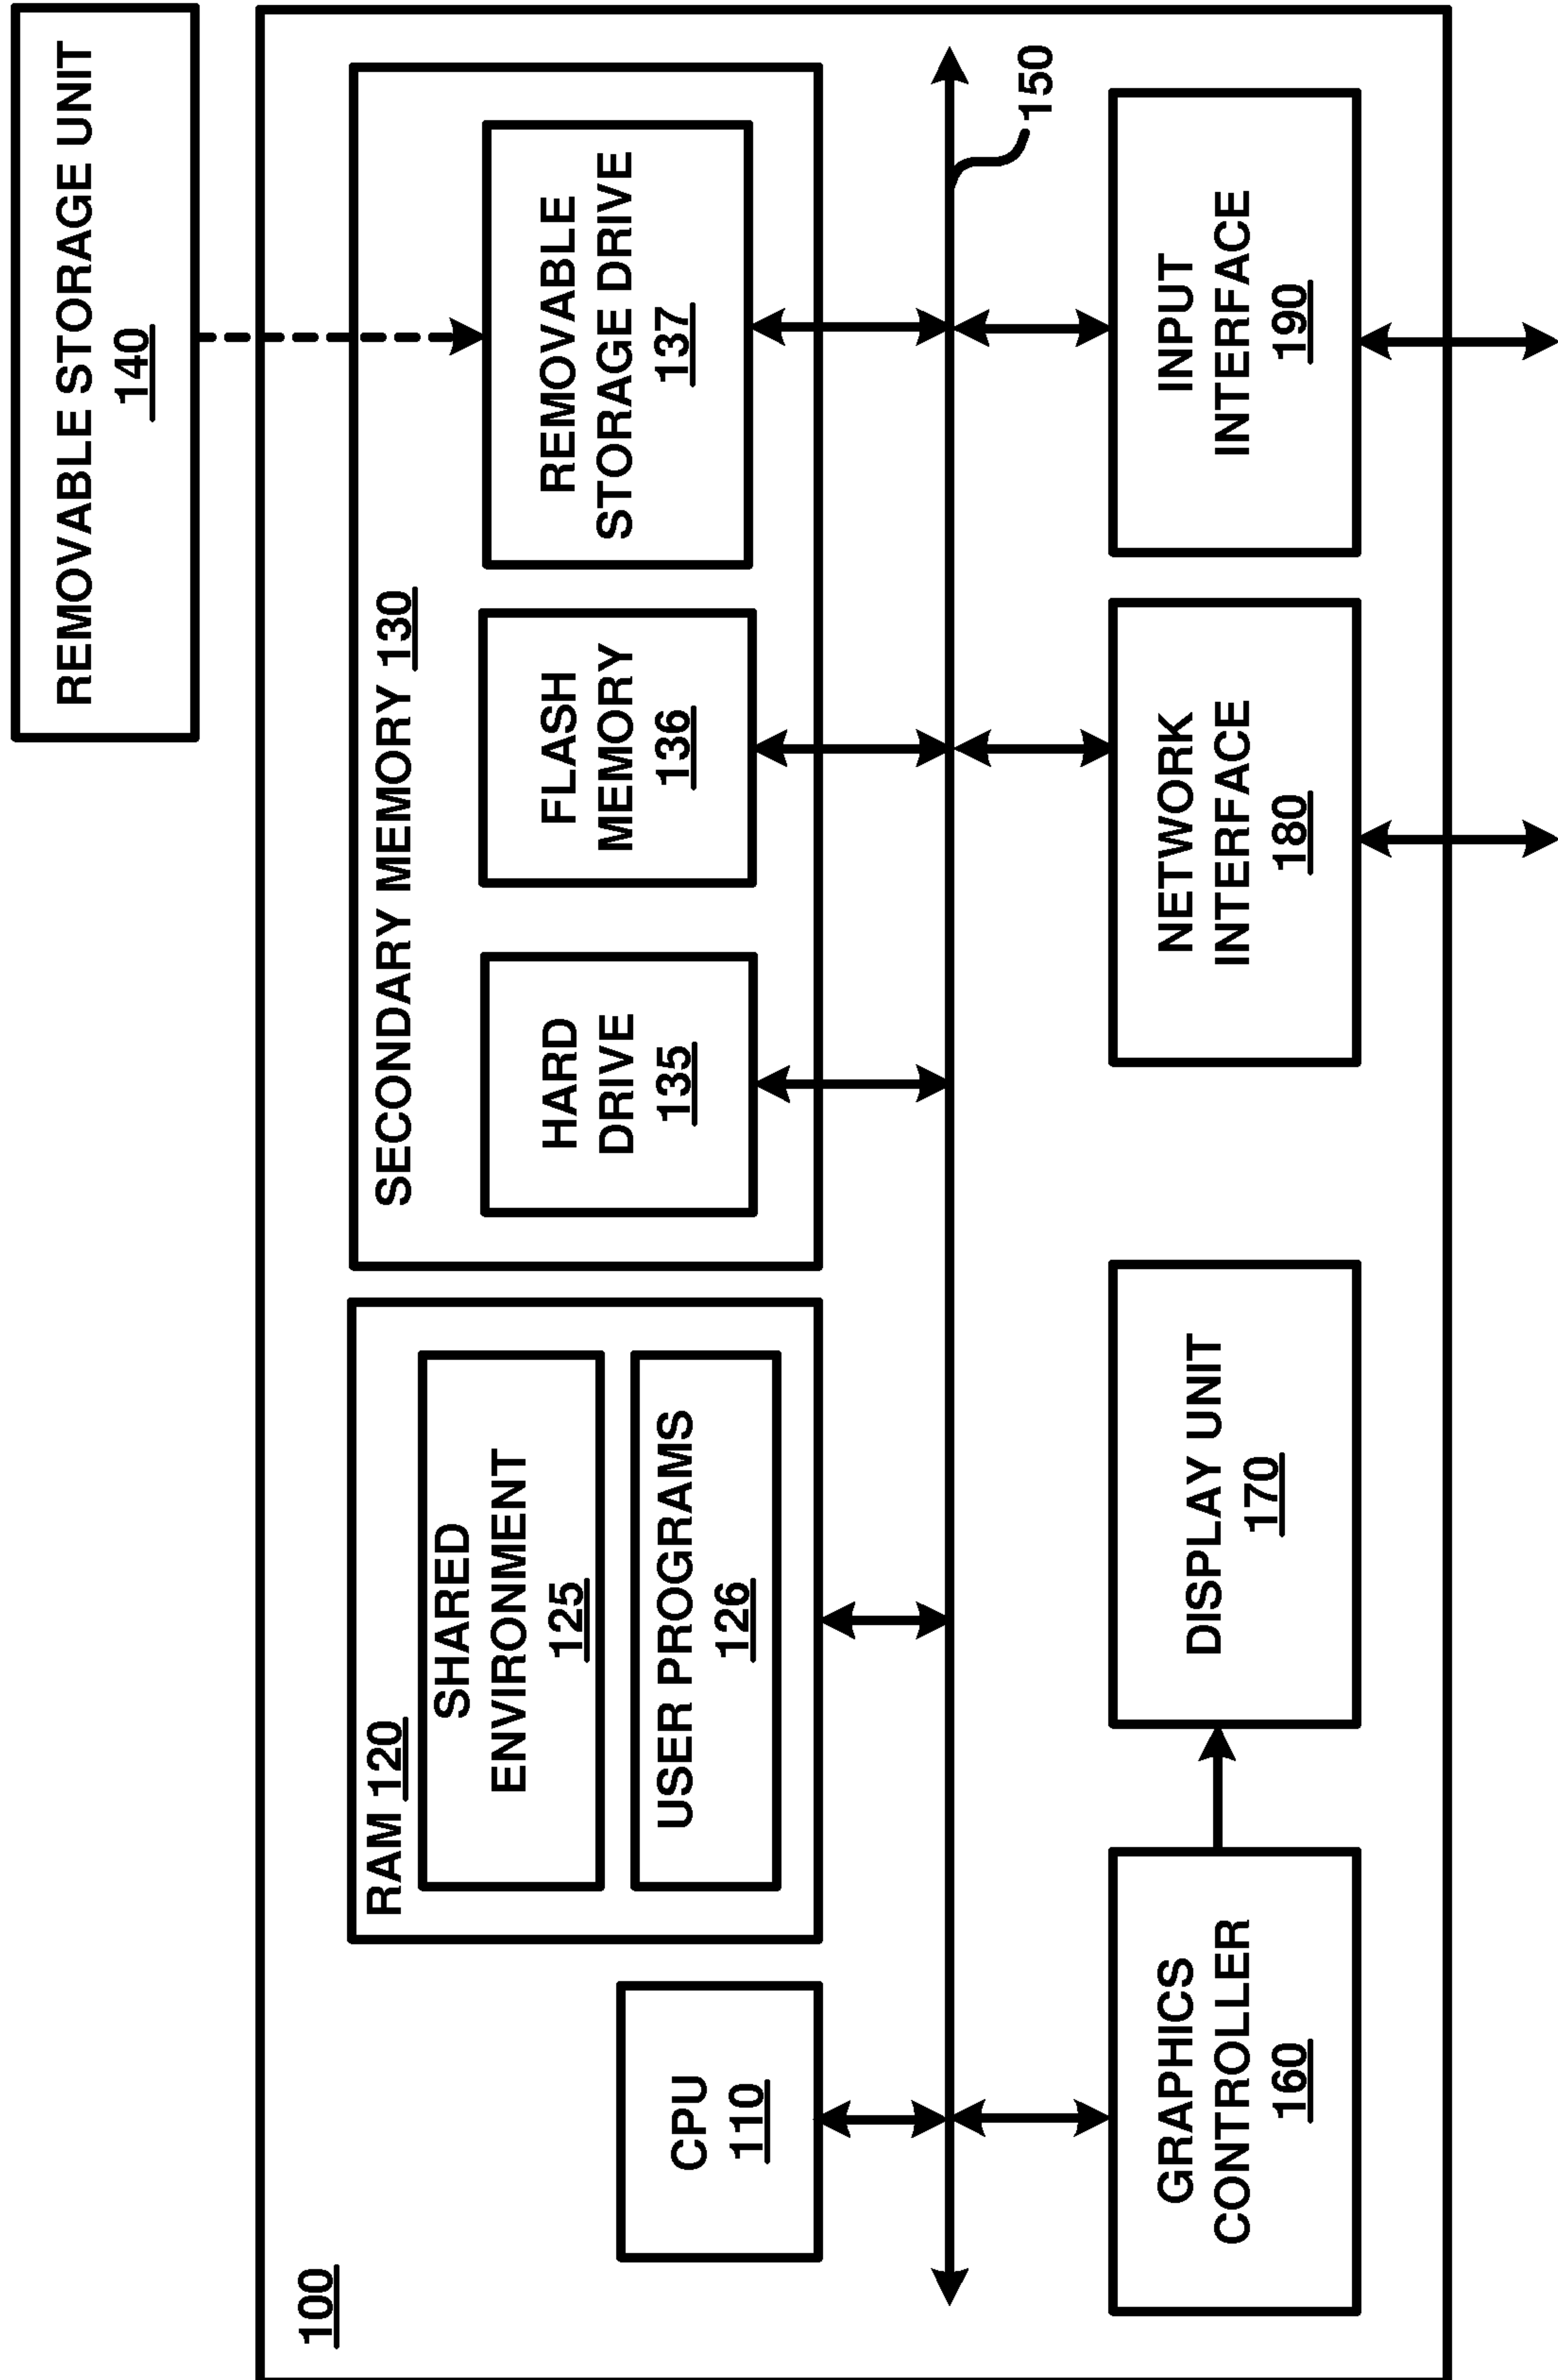 REMOVABLE STORAGE UNIT
140
100
RAM 120
SHARED
ENVIRONMENT
125
USER PROGRAMS
126
SECONDARY MEMORY 130
HARD
DRIVE
135
FLASH
MEMORY
136
REMOVABLE
STORAGE DRIVE
137
CPU
110
150
GRAPHICS
CONTROLLER
160
DISPLAY UNIT
170
NETWORK
INTERFACE
180
INPUT
INTERFACE
190